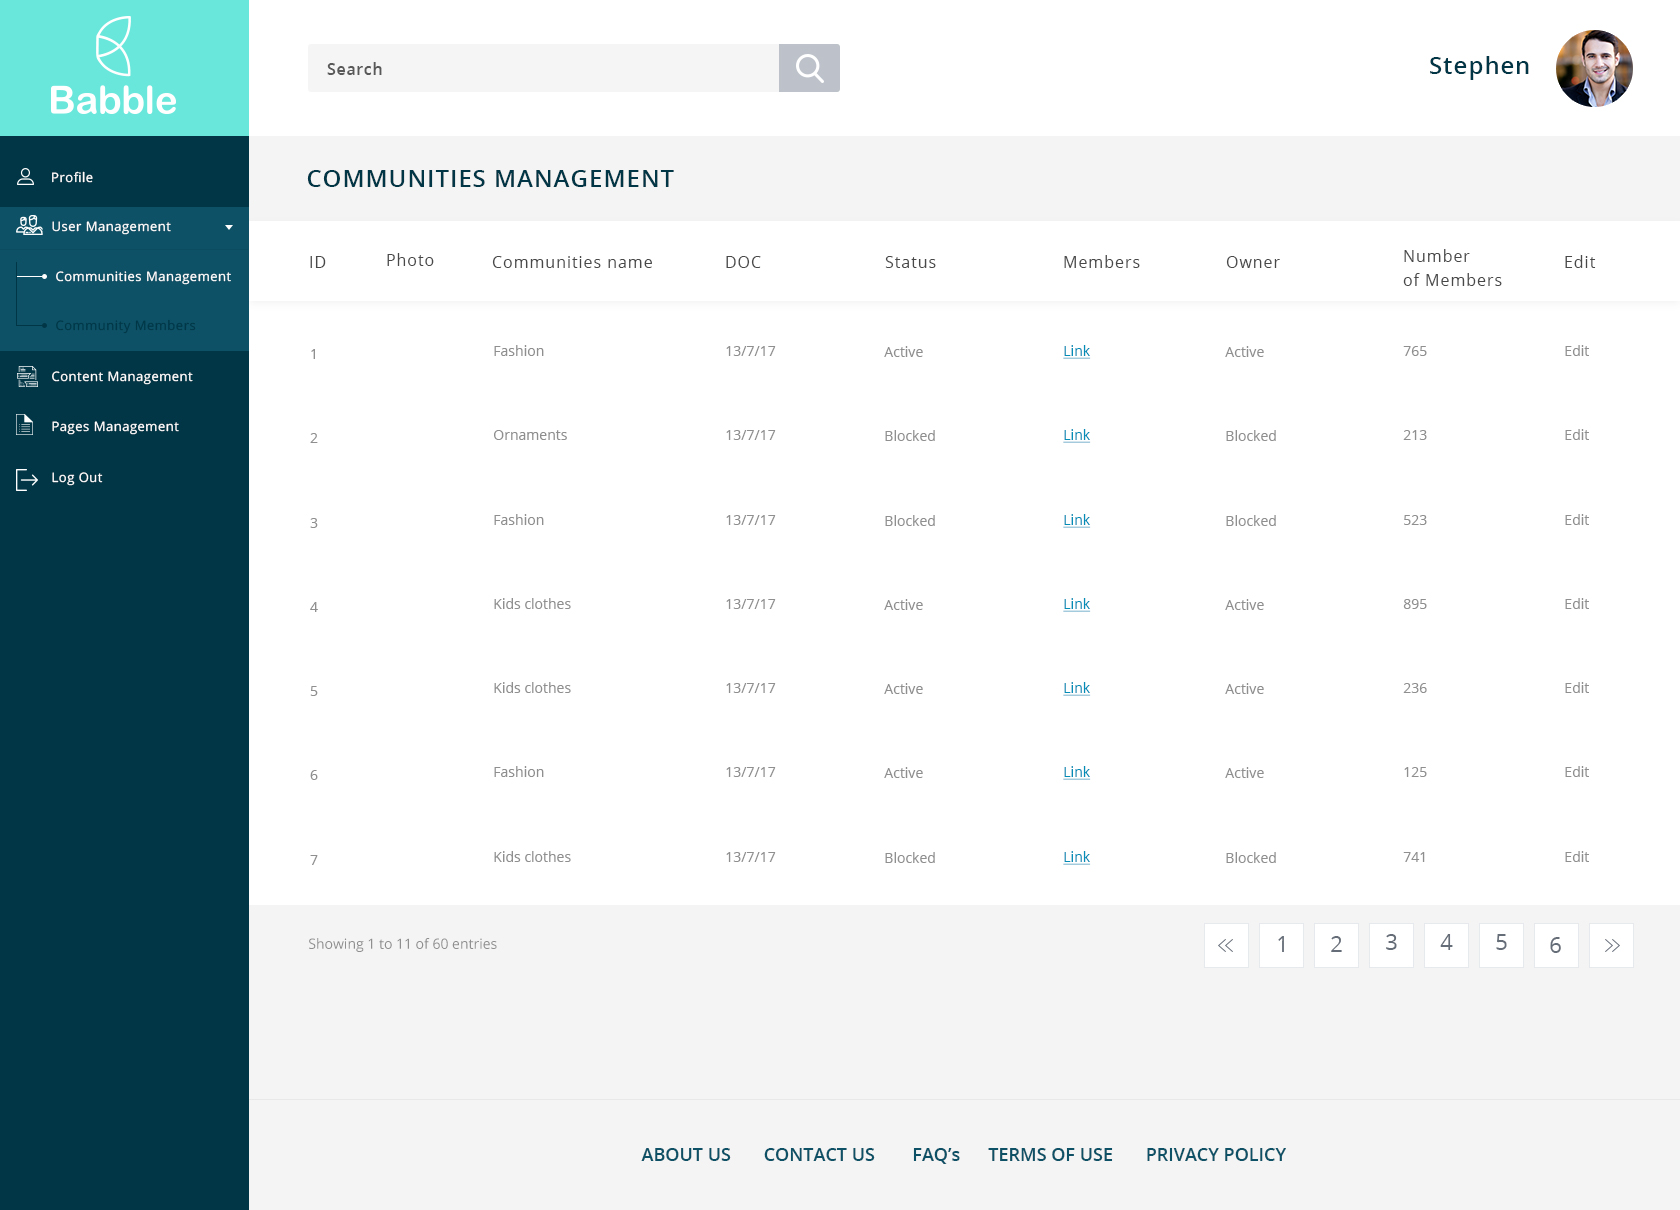 Babble
Search
Stephen
Profile
User Management
Communities Management
Community Members
Content Management
Pages Management
Log Out
COMMUNITIES MANAGEMENT
ID Photo Communities name DOC Status Members Owner Number of Members Edit
1 Fashion 13/7/17 Active Link Active 765 Edit
2 Ornaments 13/7/17 Blocked Link Blocked 213 Edit
3 Fashion 13/7/17 Blocked Link Blocked 523 Edit
4 Kids clothes 13/7/17 Active Link Active 895 Edit
5 Kids clothes 13/7/17 Active Link Active 236 Edit
6 Fashion 13/7/17 Active Link Active 125 Edit
7 Kids clothes 13/7/17 Blocked Link Blocked 741 Edit
Showing 1 to 11 of 60 entries
« 1 2 3 4 5 6 »
ABOUT US CONTACT US FAQ’s TERMS OF USE PRIVACY POLICY